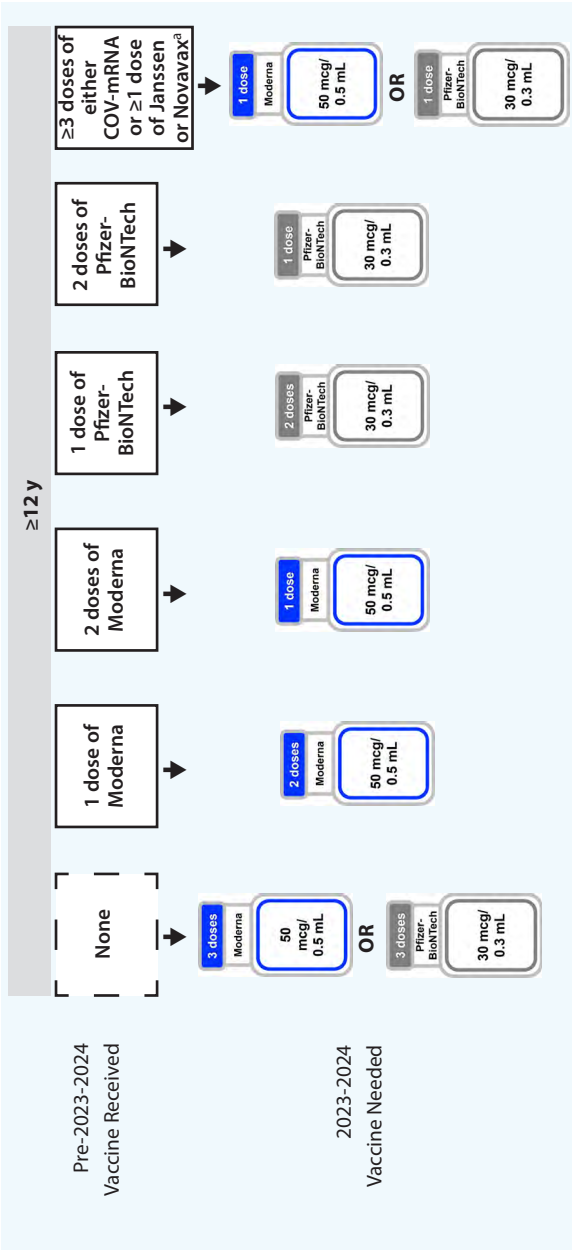 ≥12 y
Pre-2023-2024
Vaccine Received
None
1 dose of
Moderna
2 doses of
Moderna
1 dose of
Pfizer-
BioNTech
2 doses of
Pfizer-
BioNTech
≥3 doses of
either
COV-mRNA
or ≥1 dose
of Janssen
or Novavaxᵃ
2023-2024
Vaccine Needed
3 doses
Moderna
50
mcg/
0.5 mL
OR
3 doses
Pfizer-
BioNTech
30 mcg/
0.3 mL
2 doses
Moderna
50 mcg/
0.5 mL
1 dose
Moderna
50 mcg/
0.5 mL
2 doses
Pfizer-
BioNTech
30 mcg/
0.3 mL
1 dose
Pfizer-
BioNTech
30 mcg/
0.3 mL
1 dose
Moderna
50 mcg/
0.5 mL
OR
1 dose
Pfizer-
BioNTech
30 mcg/
0.3 mL